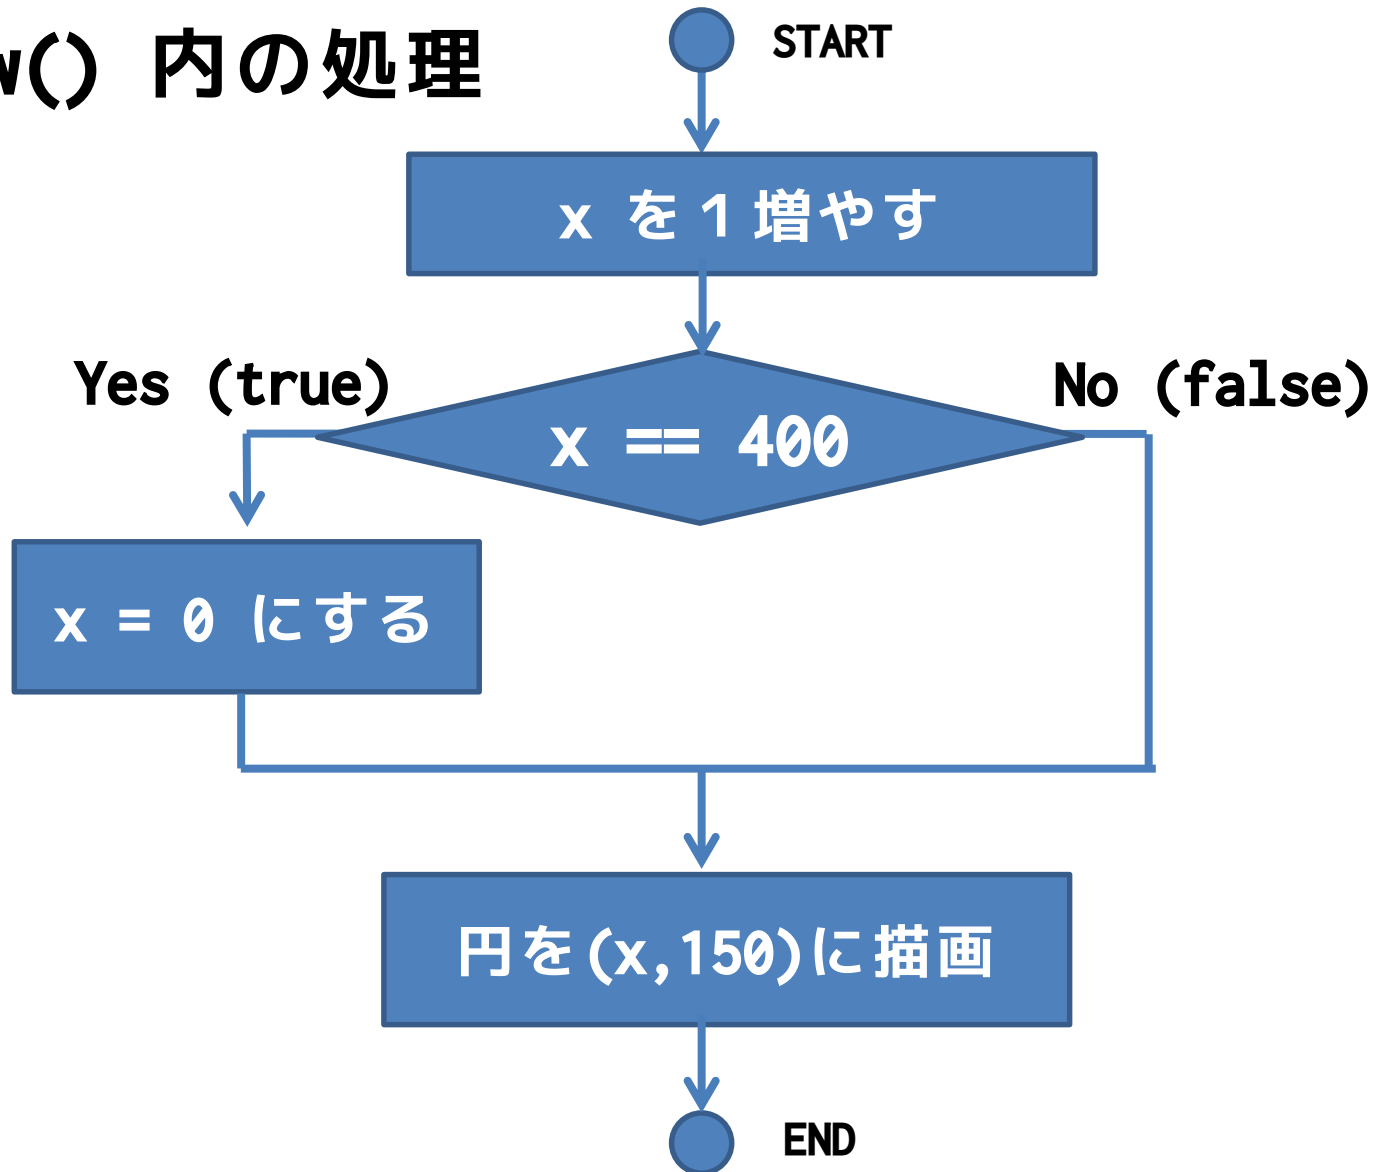 w() 内の処理
START
x を1増やす
Yes (true)
No (false)
x == 400
x = 0 にする
円を(x,150)に描画
END